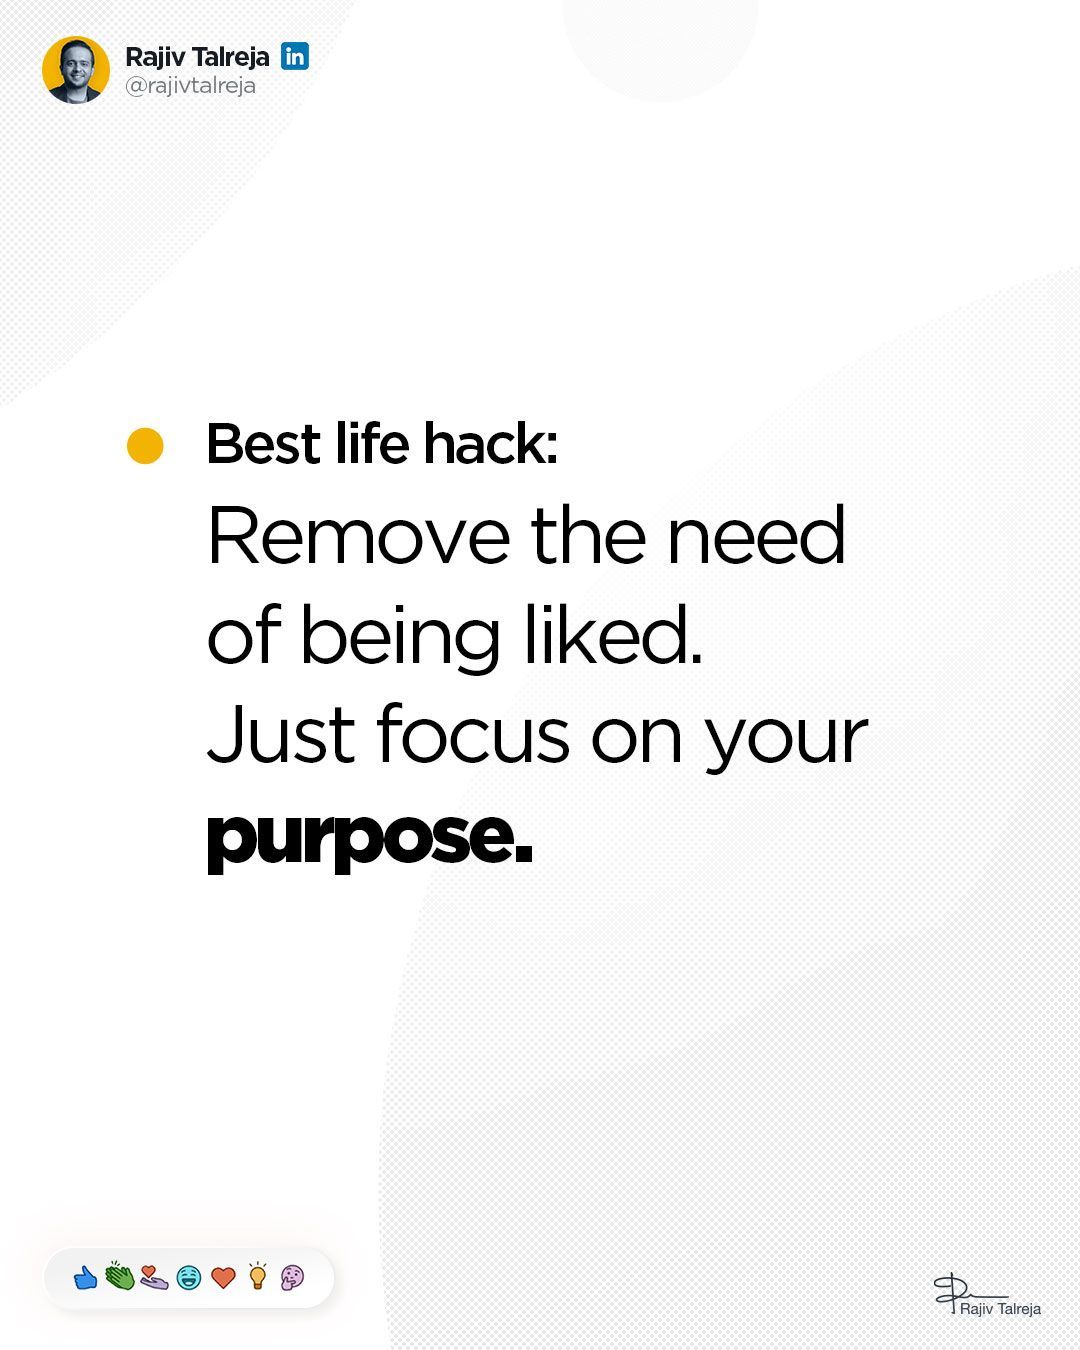 Rajiv Talreja in
@rajivtalreja
Best life hack:
Remove the need
of being liked.
Just focus on your
purpose.
Rajiv Talreja